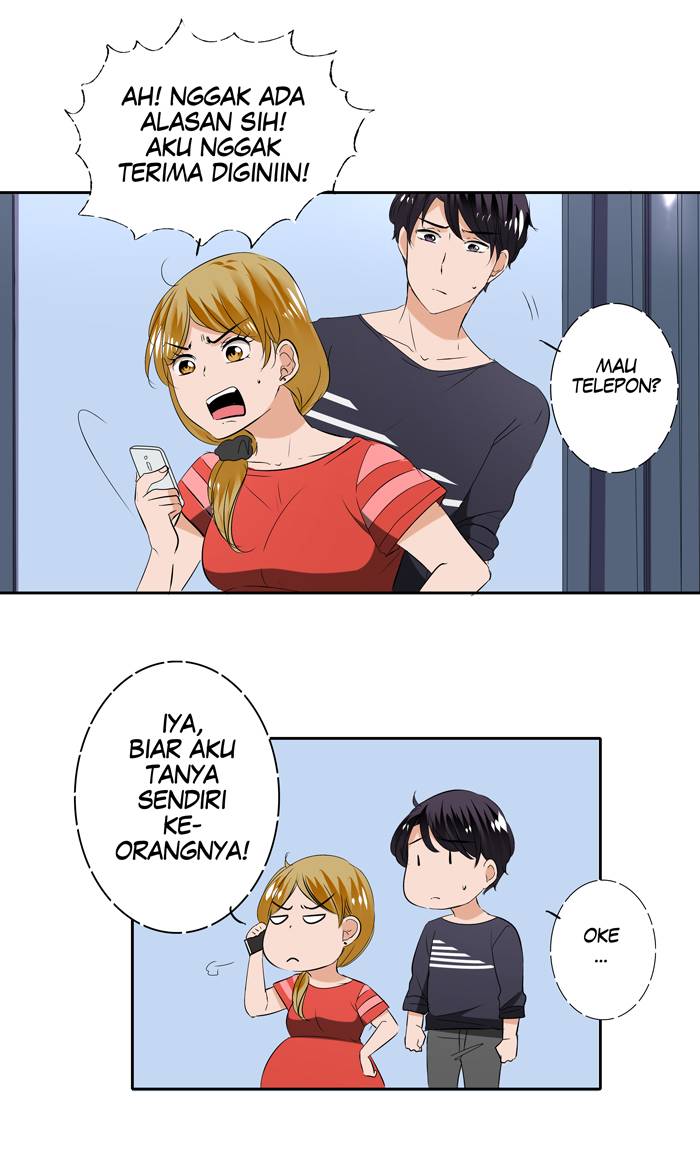 AH! NGGAK ADA
ALASAN SIH!
AKU NGGAK
TERIMA DIGINIIN!
MAU
TELEPON?
IYA,
BIAR AKU
TANYA
SENDIRI
KE-
ORANGNYA!
OKE
...